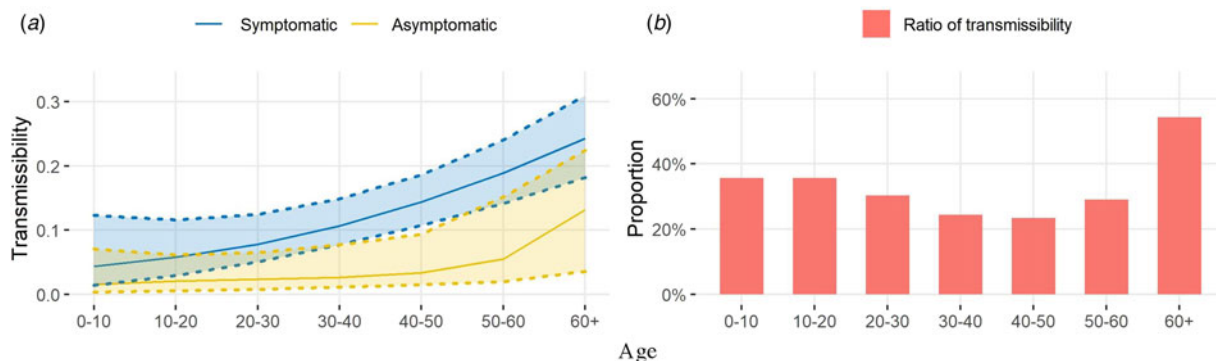 (a)
Symptomatic
Asymptomatic
Transmissibility
0.3
0.2
0.1
0.0
0-10 10-20 20-30 30-40 40-50 50-60 60+
(b)
Ratio of transmissibility
Proportion
60%
40%
20%
0%
0-10 10-20 20-30 30-40 40-50 50-60 60+
Age